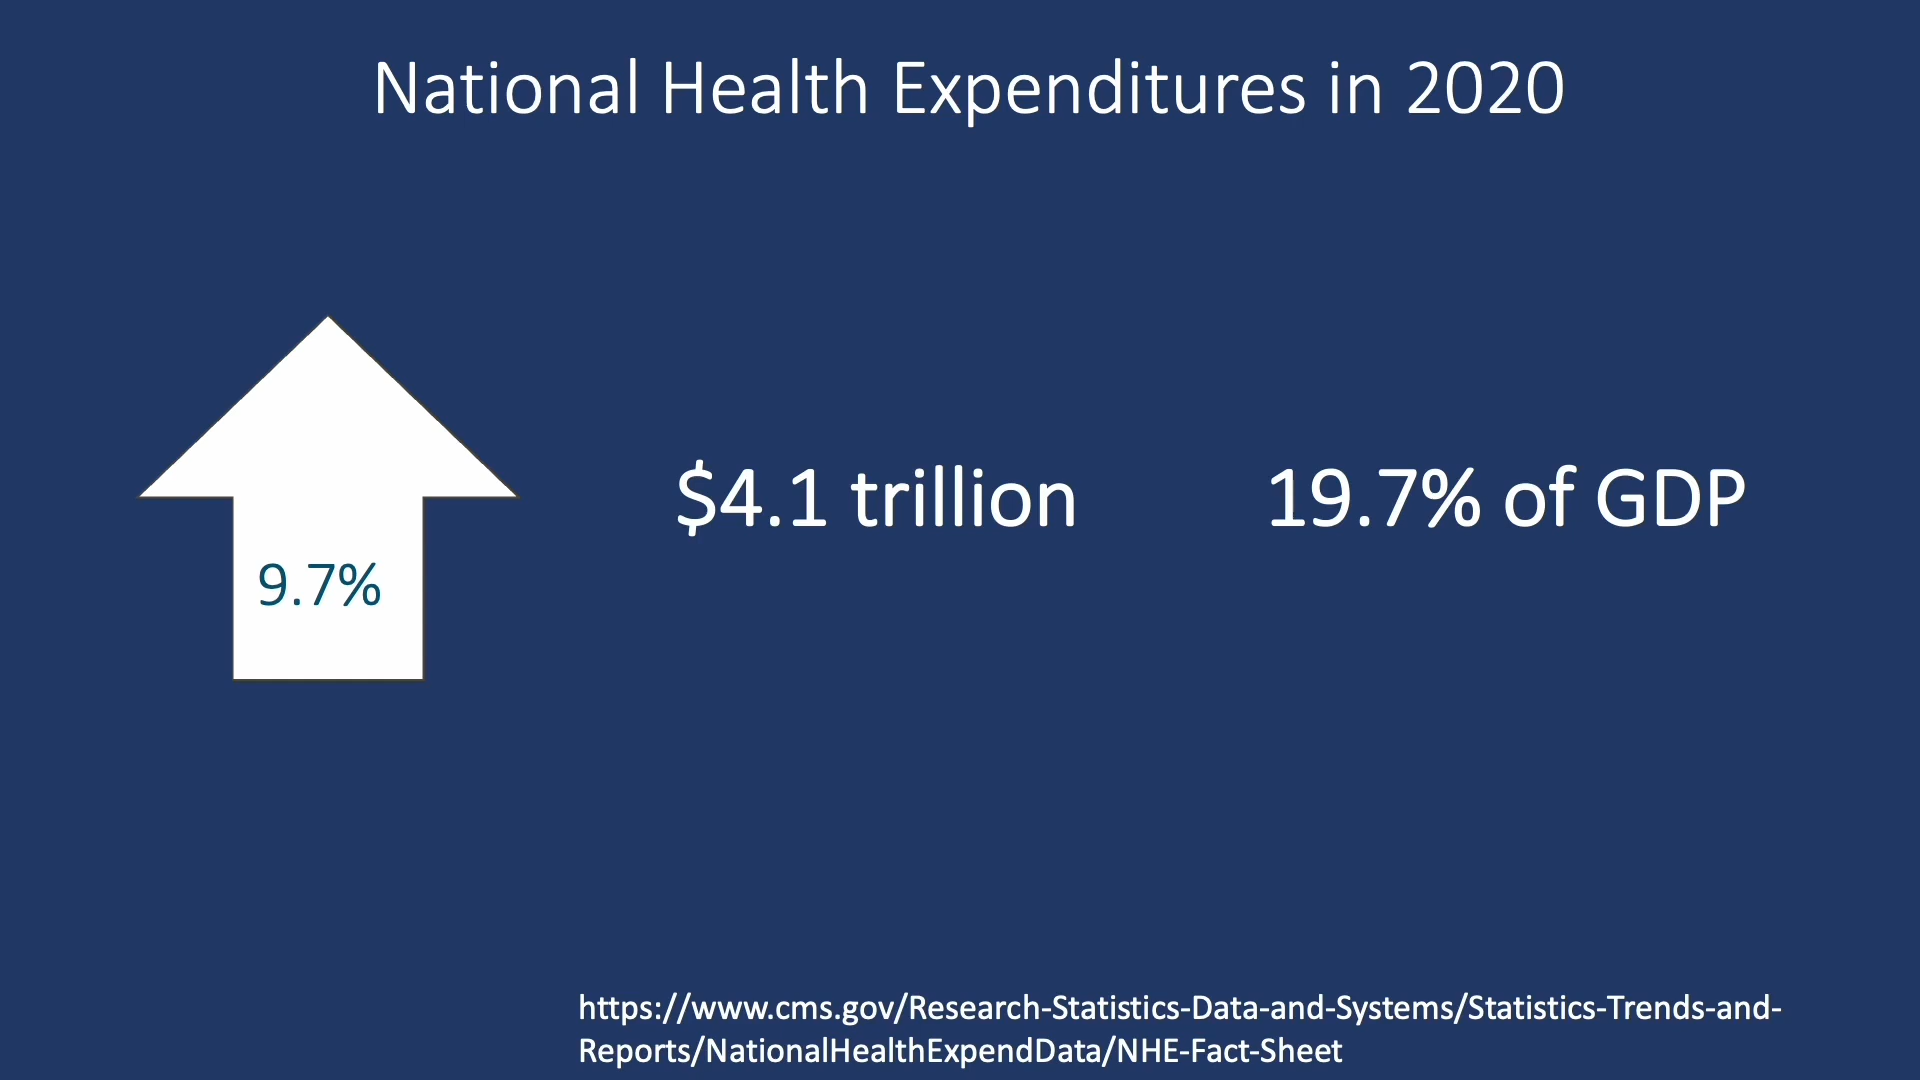 National Health Expenditures in 2020
9.7%
$4.1 trillion
19.7% of GDP
https://www.cms.gov/Research-Statistics-Data-and-Systems/Statistics-Trends-and-
Reports/NationalHealthExpendData/NHE-Fact-Sheet